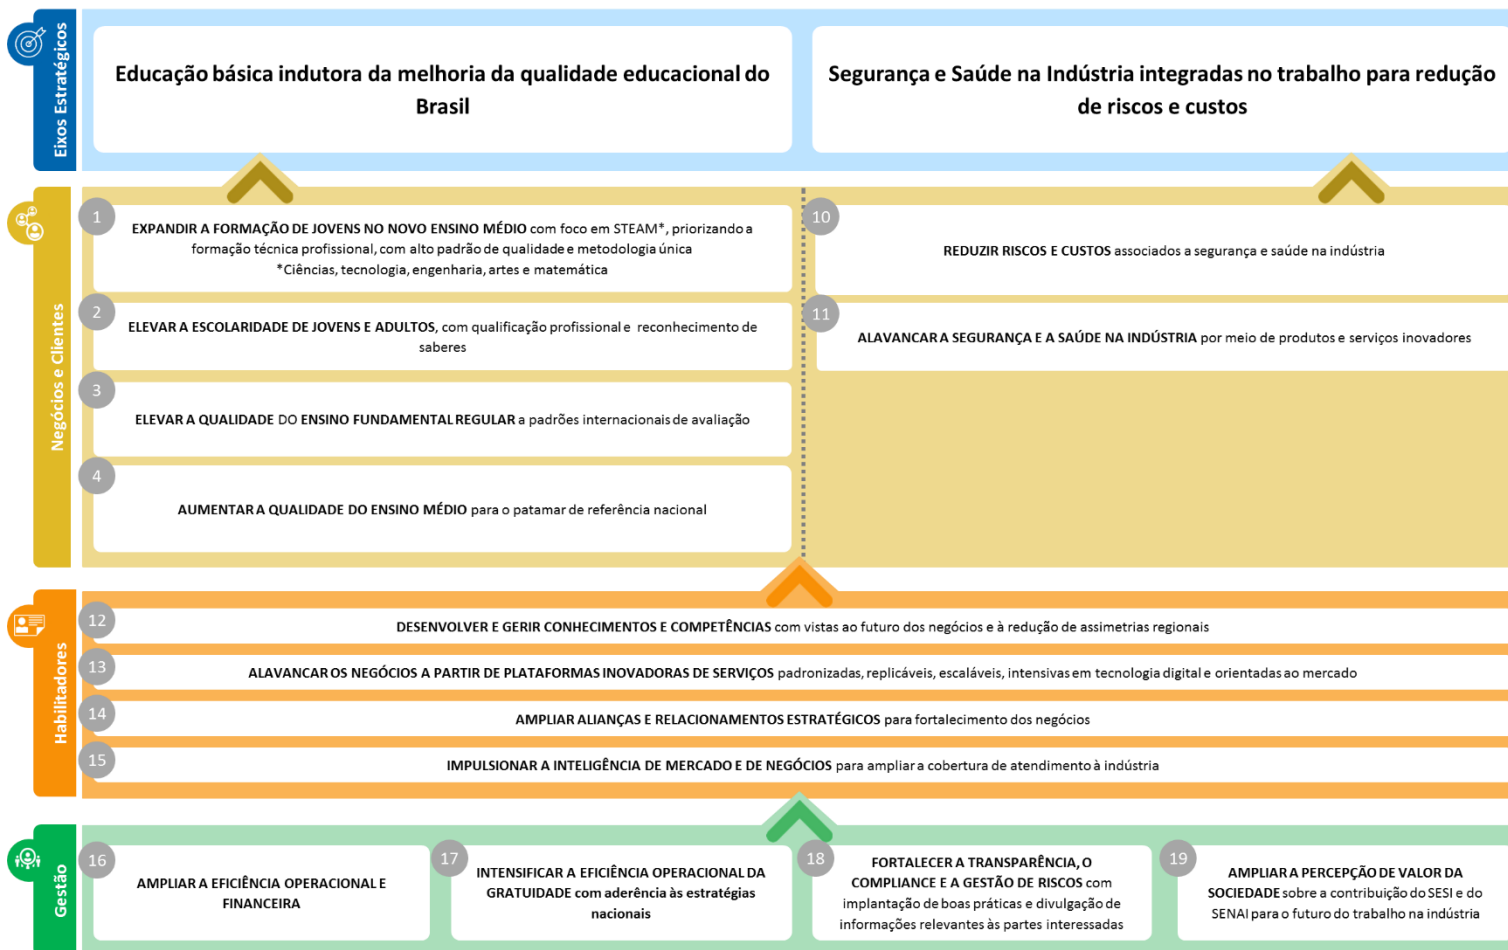 Eixos Estratégicos
Educação básica indutora da melhoria da qualidade educacional do
Brasil
Segurança e Saúde na Indústria integradas no trabalho para redução
de riscos e custos
Negócios e Clientes
1
EXPANDIR A FORMAÇÃO DE JOVENS NO NOVO ENSINO MÉDIO com foco em STEAM*, priorizando a
formação técnica profissional, com alto padrão de qualidade e metodologia única
*Ciências, tecnologia, engenharia, artes e matemática
2
ELEVAR A ESCOLARIDADE DE JOVENS E ADULTOS, com qualificação profissional e reconhecimento de
saberes
3
ELEVAR A QUALIDADE DO ENSINO FUNDAMENTAL REGULAR a padrões internacionais de avaliação
4
AUMENTAR A QUALIDADE DO ENSINO MÉDIO para o patamar de referência nacional
10
REDUZIR RISCOS E CUSTOS associados a segurança e saúde na indústria
11
ALAVANCAR A SEGURANÇA E A SAÚDE NA INDÚSTRIA por meio de produtos e serviços inovadores
Habilitadores
12
DESENVOLVER E GERIR CONHECIMENTOS E COMPETÊNCIAS com vistas ao futuro dos negócios e à redução de assimetrias regionais
13
ALAVANCAR OS NEGÓCIOS A PARTIR DE PLATAFORMAS INOVADORAS DE SERVIÇOS padronizadas, replicáveis, escaláveis, intensivas em tecnologia digital e orientadas ao mercado
14
AMPLIAR ALIANÇAS E RELACIONAMENTOS ESTRATÉGICOS para fortalecimento dos negócios
15
IMPULSIONAR A INTELIGÊNCIA DE MERCADO E DE NEGÓCIOS para ampliar a cobertura de atendimento à indústria
Gestão
16
AMPLIAR A EFICIÊNCIA OPERACIONAL E
FINANCEIRA
17
INTENSIFICAR A EFICIÊNCIA OPERACIONAL DA
GRATUIDADE com aderência às estratégias
nacionais
18
FORTALECER A TRANSPARÊNCIA, O
COMPLIANCE E A GESTÃO DE RISCOS com
implantação de boas práticas e divulgação de
informações relevantes às partes interessadas
19
AMPLIAR A PERCEPÇÃO DE VALOR DA
SOCIEDADE sobre a contribuição do SESI e do
SENAI para o futuro do trabalho na indústria